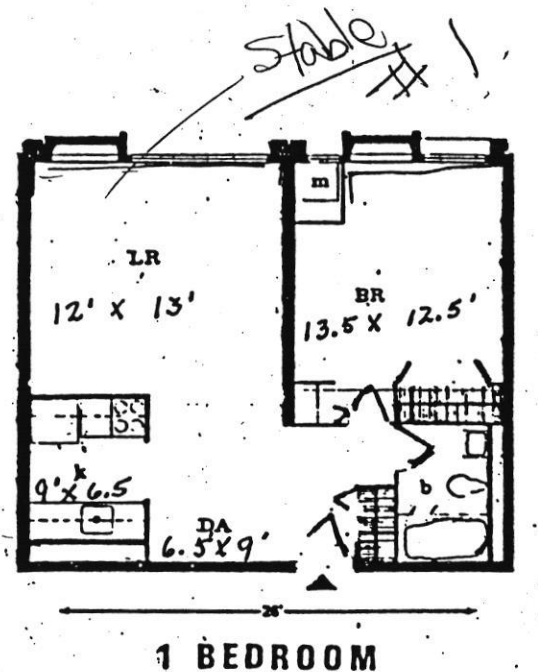 Stable
# 1
m
LR
12' X 13'
BR
13.5 X 12.5'
k
9' X 6.5
b
DA
6.5 X 9'
26'
1 BEDROOM